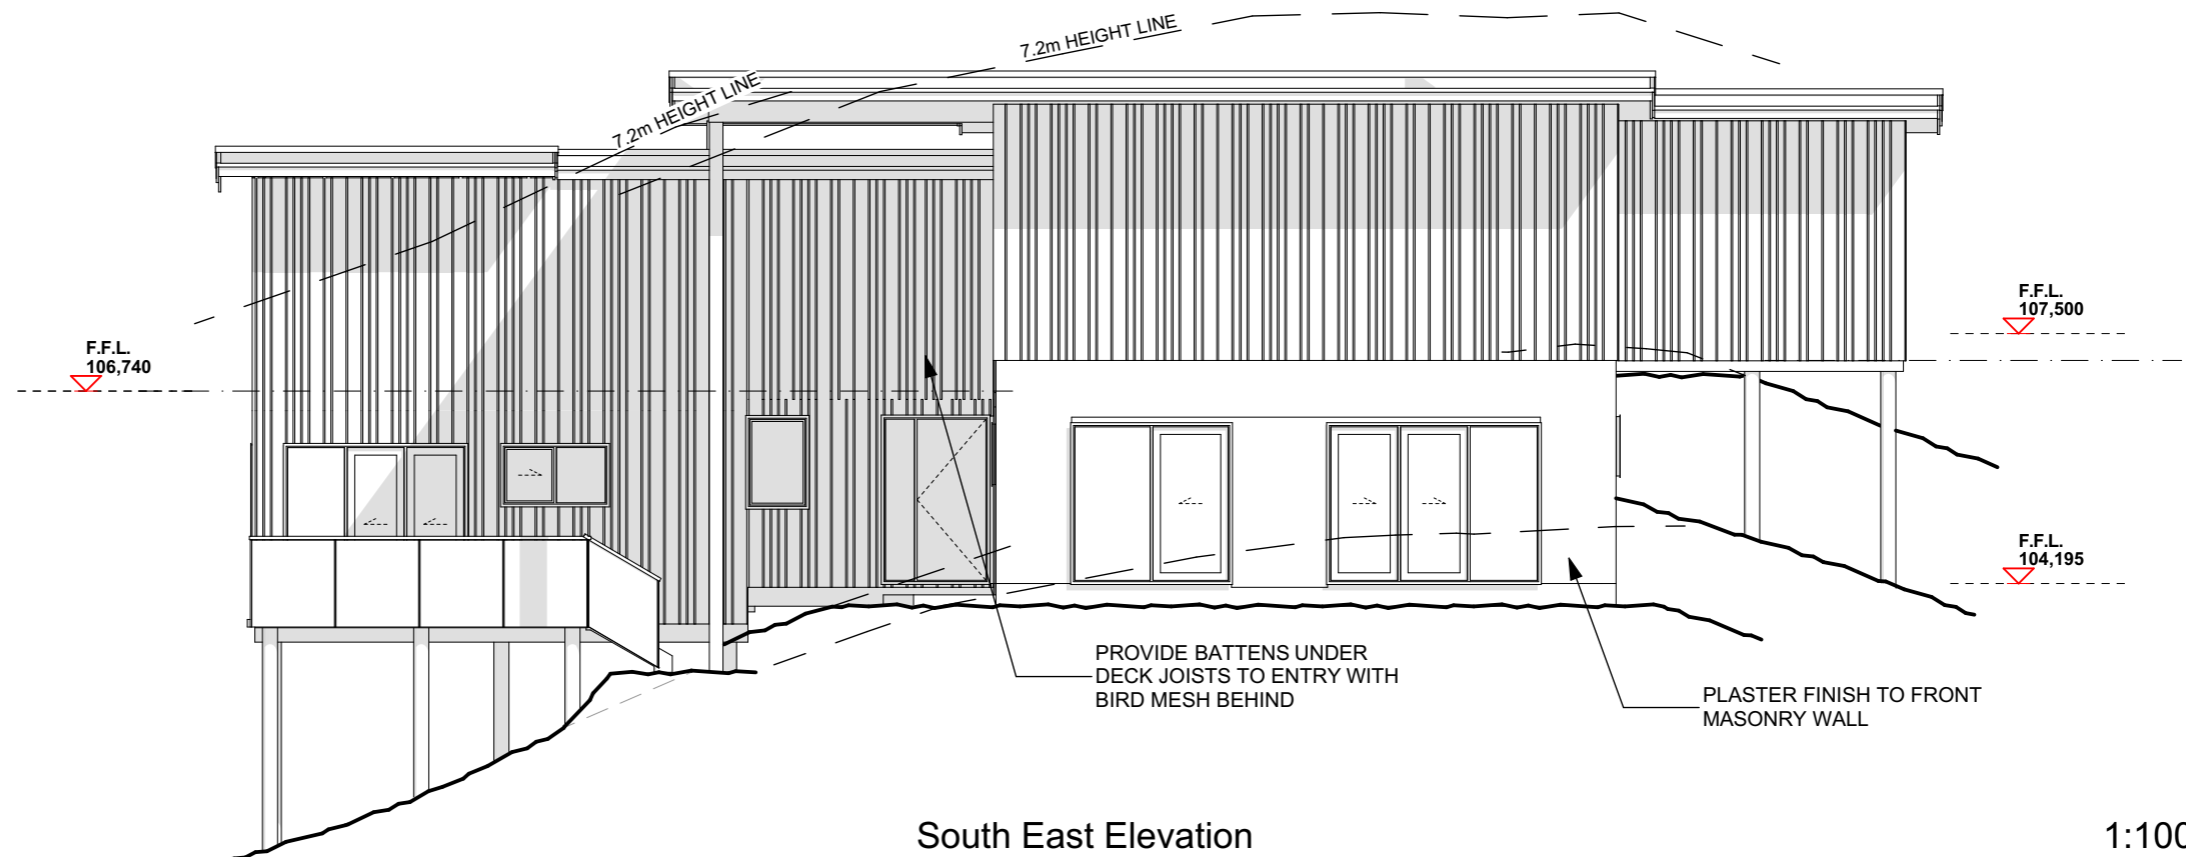 7.2m HEIGHT LINE
7.2m HEIGHT LINE
F.F.L.
107,500
F.F.L.
106,740
F.F.L.
104,195
PROVIDE BATTENS UNDER
DECK JOISTS TO ENTRY WITH
BIRD MESH BEHIND
PLASTER FINISH TO FRONT
MASONRY WALL
South East Elevation
1:100